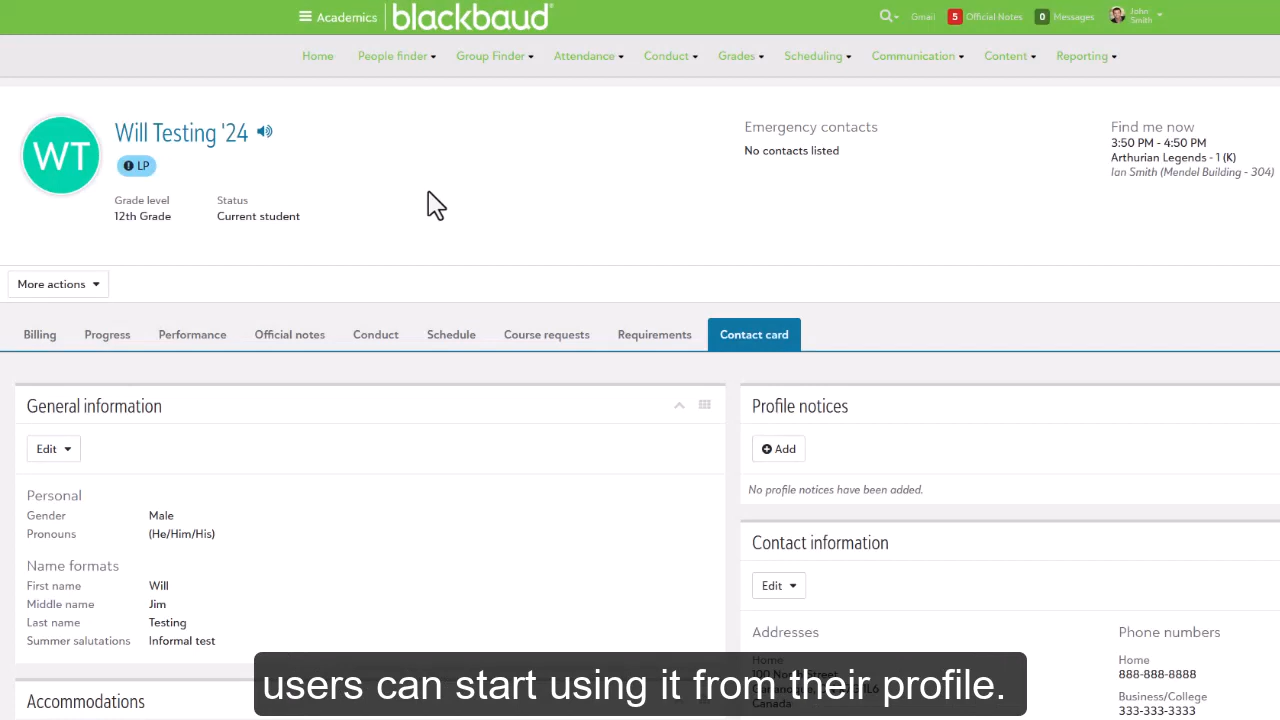 Academics
blackbaud
Gmail
5 Official Notes
0 Messages
John
Smith
Home
People finder
Group Finder
Attendance
Conduct
Grades
Scheduling
Communication
Content
Reporting
WT
Will Testing '24
LP
Grade level
12th Grade
Status
Current student
Emergency contacts
No contacts listed
Find me now
3:50 PM - 4:50 PM
Arthurian Legends - 1 (K)
Ian Smith (Mendel Building - 304)
More actions
Billing
Progress
Performance
Official notes
Conduct
Schedule
Course requests
Requirements
Contact card
General information
Edit
Personal
Gender Male
Pronouns (He/Him/His)
Name formats
First name Will
Middle name Jim
Last name Testing
Summer salutations Informal test
Accommodations
Profile notices
Add
No profile notices have been added.
Contact information
Edit
Addresses
Home
100 North Street
Canada
Phone numbers
Home
888-888-8888
Business/College
333-333-3333
users can start using it from their profile.